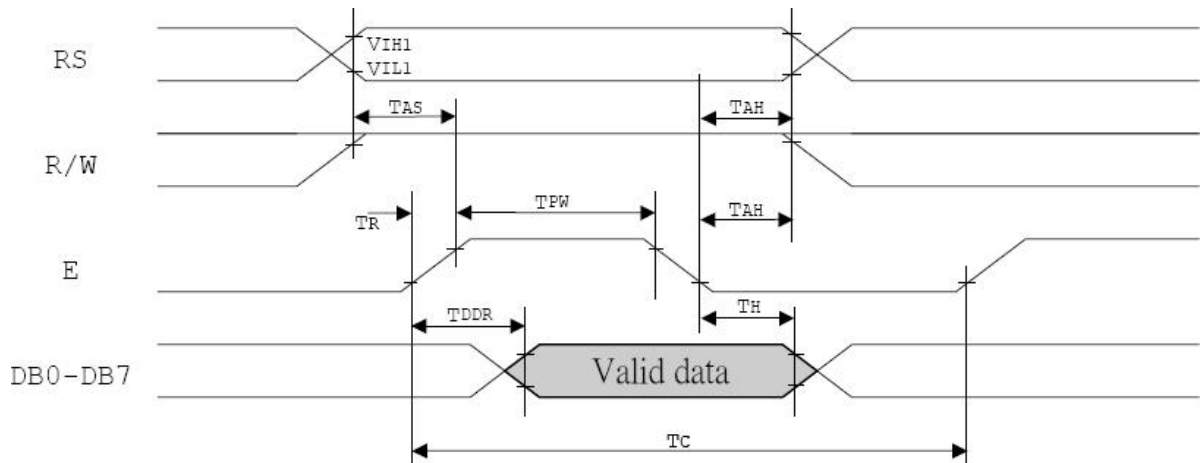 RS
VIH1
VIL1
TAS
TAH
R/W
TR
TPW
TAH
E
TDDR
TH
DB0-DB7
Valid data
TC